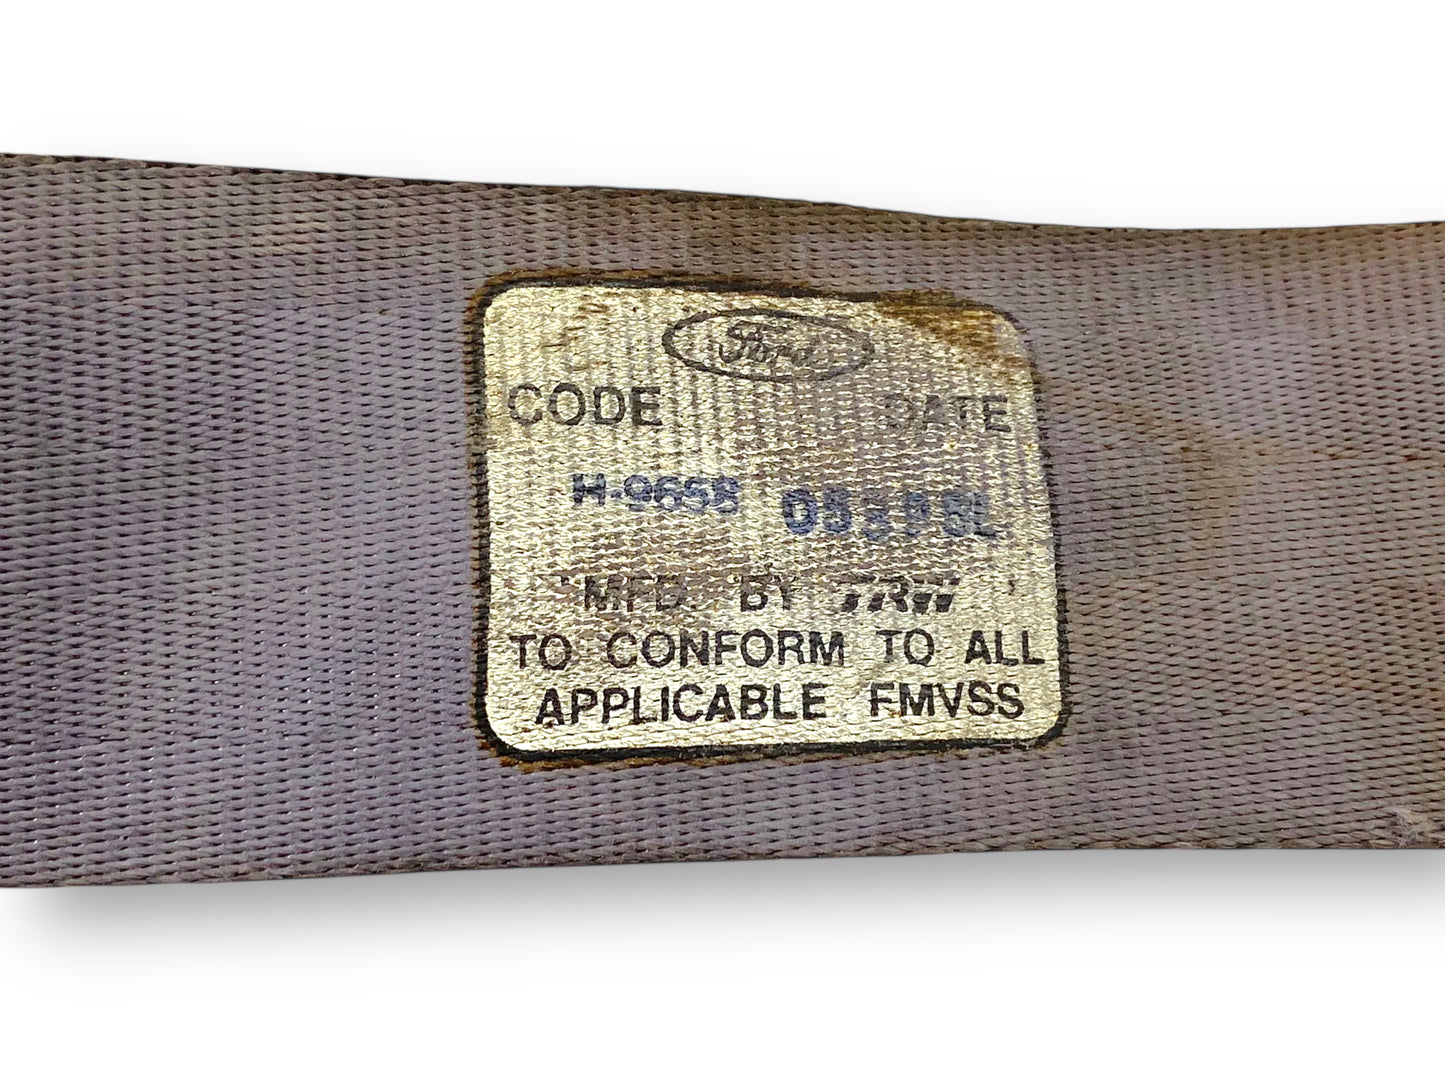 Ford
CODE DATE
H-9658
MFD. BY TRW
TO CONFORM TO ALL
APPLICABLE FMVSS